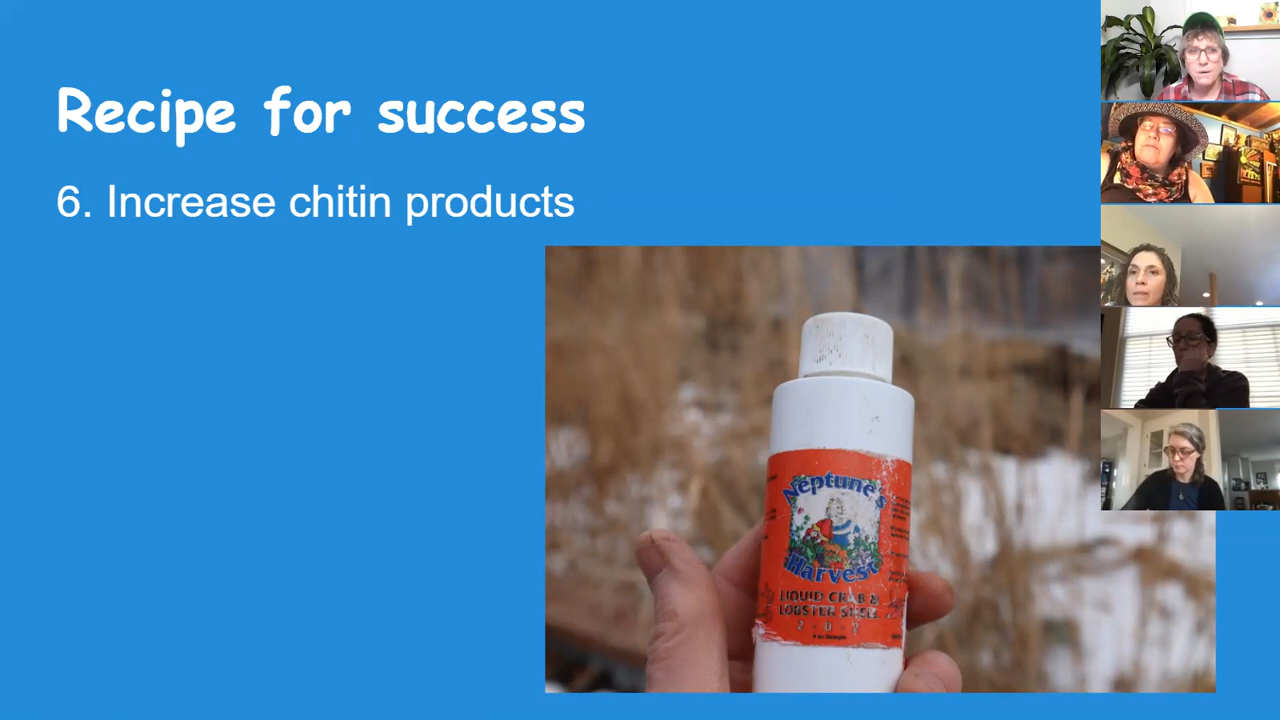 Recipe for success
6. Increase chitin products
Neptune's
Harvest
LIQUID CRAB &
LOBSTER SHELL